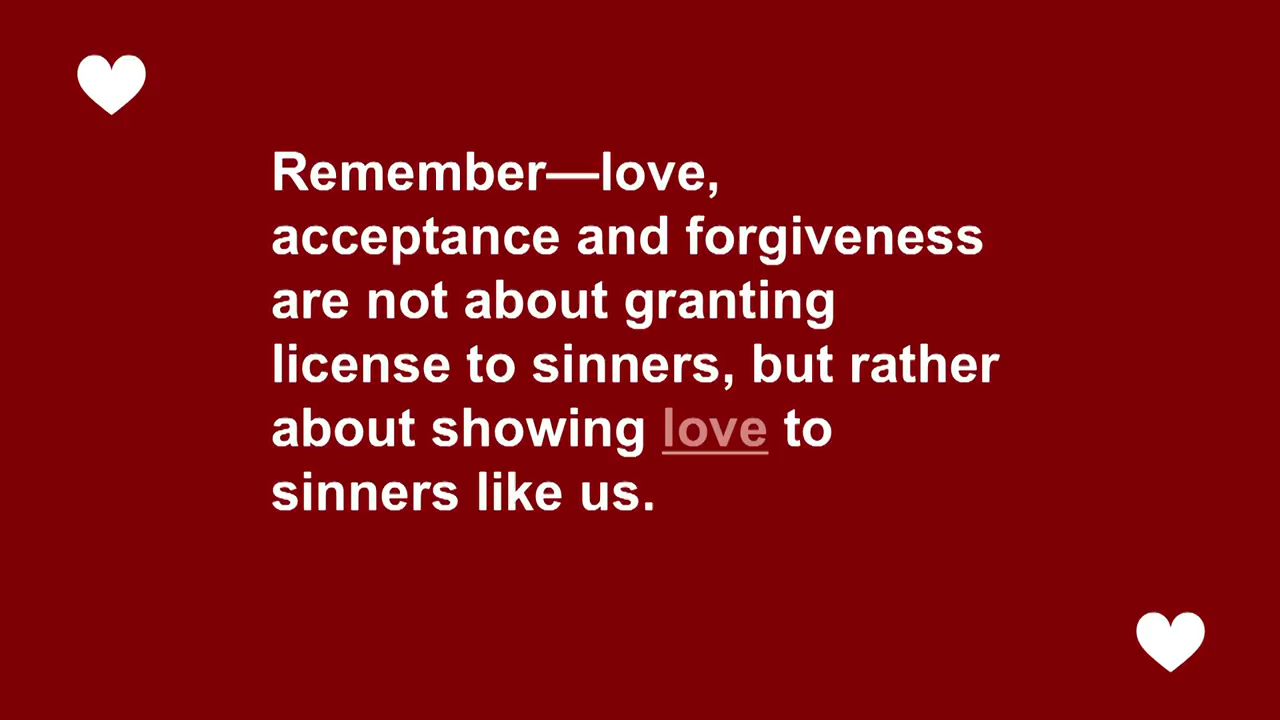 Remember—love,
acceptance and forgiveness
are not about granting
license to sinners, but rather
about showing love to
sinners like us.